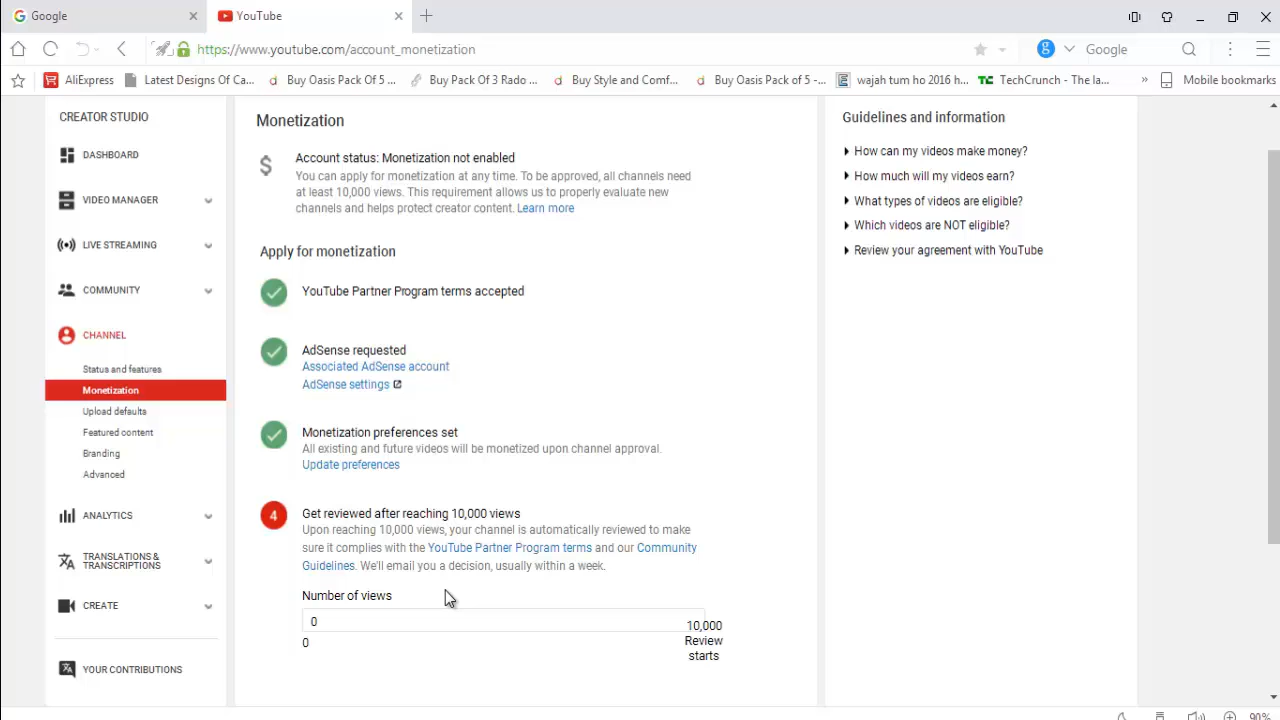 Google
YouTube
https://www.youtube.com/account_monetization
Google
AliExpress
Latest Designs Of Ca...
Buy Oasis Pack Of 5 ...
Buy Pack Of 3 Rado ...
Buy Style and Comf...
Buy Oasis Pack of 5 -...
wajah tum ho 2016 h...
TechCrunch - The la...
»
Mobile bookmarks
CREATOR STUDIO
DASHBOARD
VIDEO MANAGER
LIVE STREAMING
COMMUNITY
CHANNEL
Status and features
Monetization
Upload defaults
Featured content
Branding
Advanced
ANALYTICS
TRANSLATIONS &
TRANSCRIPTIONS
CREATE
YOUR CONTRIBUTIONS
Monetization
$
Account status: Monetization not enabled
You can apply for monetization at any time. To be approved, all channels need
at least 10,000 views. This requirement allows us to properly evaluate new
channels and helps protect creator content. Learn more
Apply for monetization
YouTube Partner Program terms accepted
AdSense requested
Associated AdSense account
AdSense settings
Monetization preferences set
All existing and future videos will be monetized upon channel approval.
Update preferences
4
Get reviewed after reaching 10,000 views
Upon reaching 10,000 views, your channel is automatically reviewed to make
sure it complies with the YouTube Partner Program terms and our Community
Guidelines. We'll email you a decision, usually within a week.
Number of views
0
0
10,000
Review
starts
Guidelines and information
How can my videos make money?
How much will my videos earn?
What types of videos are eligible?
Which videos are NOT eligible?
Review your agreement with YouTube
90%